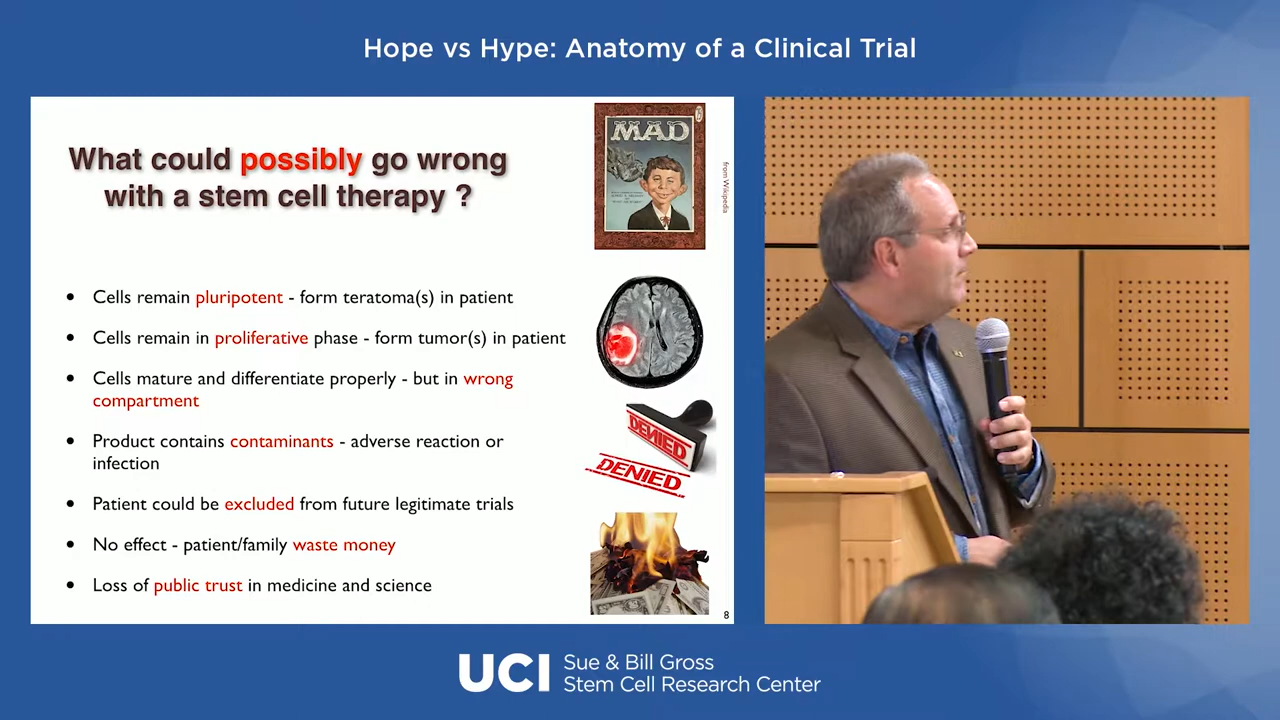 Hope vs Hype: Anatomy of a Clinical Trial
What could possibly go wrong
with a stem cell therapy ?
MAD
from Wikipedia
• Cells remain pluripotent - form teratoma(s) in patient
• Cells remain in proliferative phase - form tumor(s) in patient
• Cells mature and differentiate properly - but in wrong
compartment
• Product contains contaminants - adverse reaction or
infection
DENIED
DENIED
• Patient could be excluded from future legitimate trials
• No effect - patient/family waste money
• Loss of public trust in medicine and science
8
UCI
Sue & Bill Gross
Stem Cell Research Center